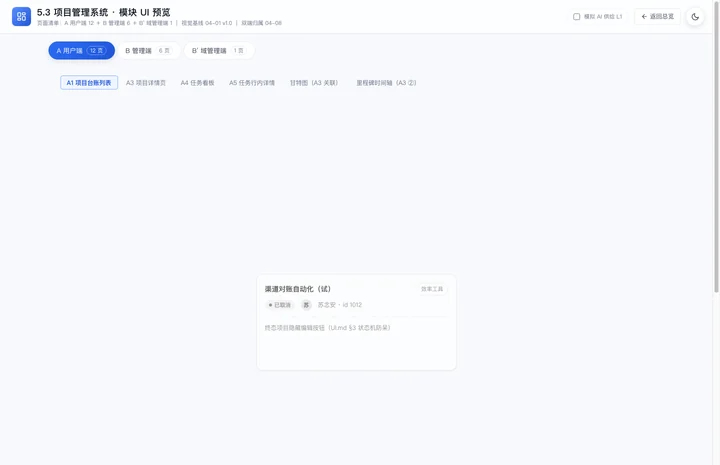 5.3 项目管理系统 · 模块 UI 预览
页面清单：A 用户端 12 + B 管理端 6 + B' 域管理端 1 ｜ 视觉基线 04-01 v1.0 ｜ 双端归属 04-08
模拟 AI 供给 L1
← 返回总览
A 用户端 12 页
B 管理端 6 页
B' 域管理端 1 页
A1 项目台账列表
A3 项目详情页
A4 任务看板
A5 任务行内详情
甘特图（A3 关联）
里程碑时间轴（A3 ②）
渠道对账自动化（试）
效率工具
已取消
苏
苏念安 · id 1012
终态项目隐藏编辑按钮（UI.md §3 状态机防呆）